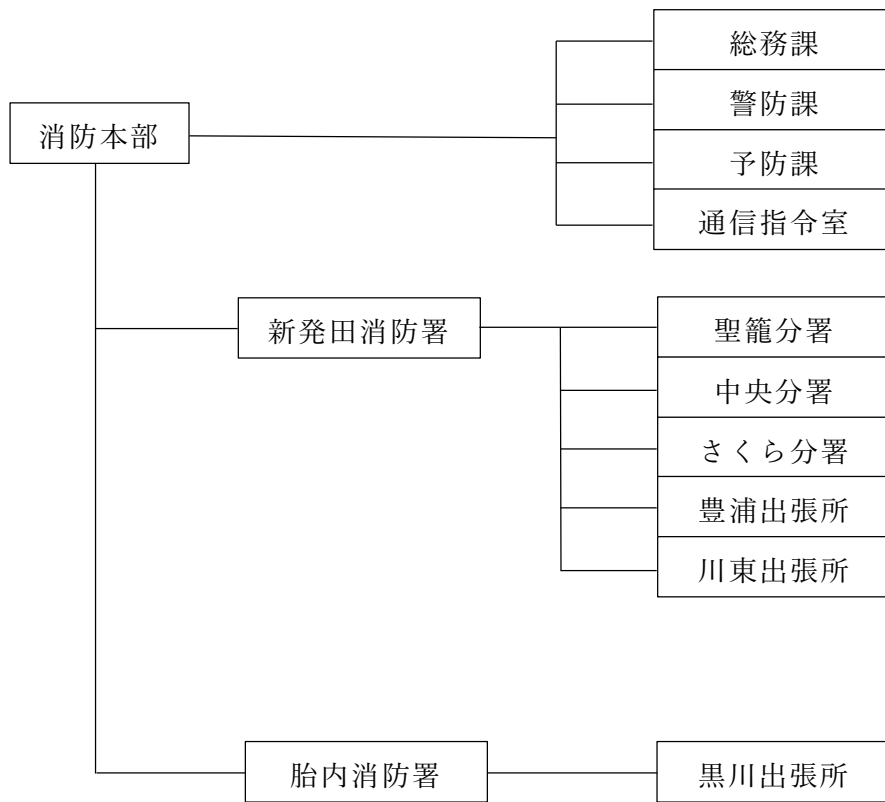 総務課
警防課
消防本部
予防課
通信指令室
新発田消防署
聖籠分署
中央分署
さくら分署
豊浦出張所
川東出張所
胎内消防署
黒川出張所